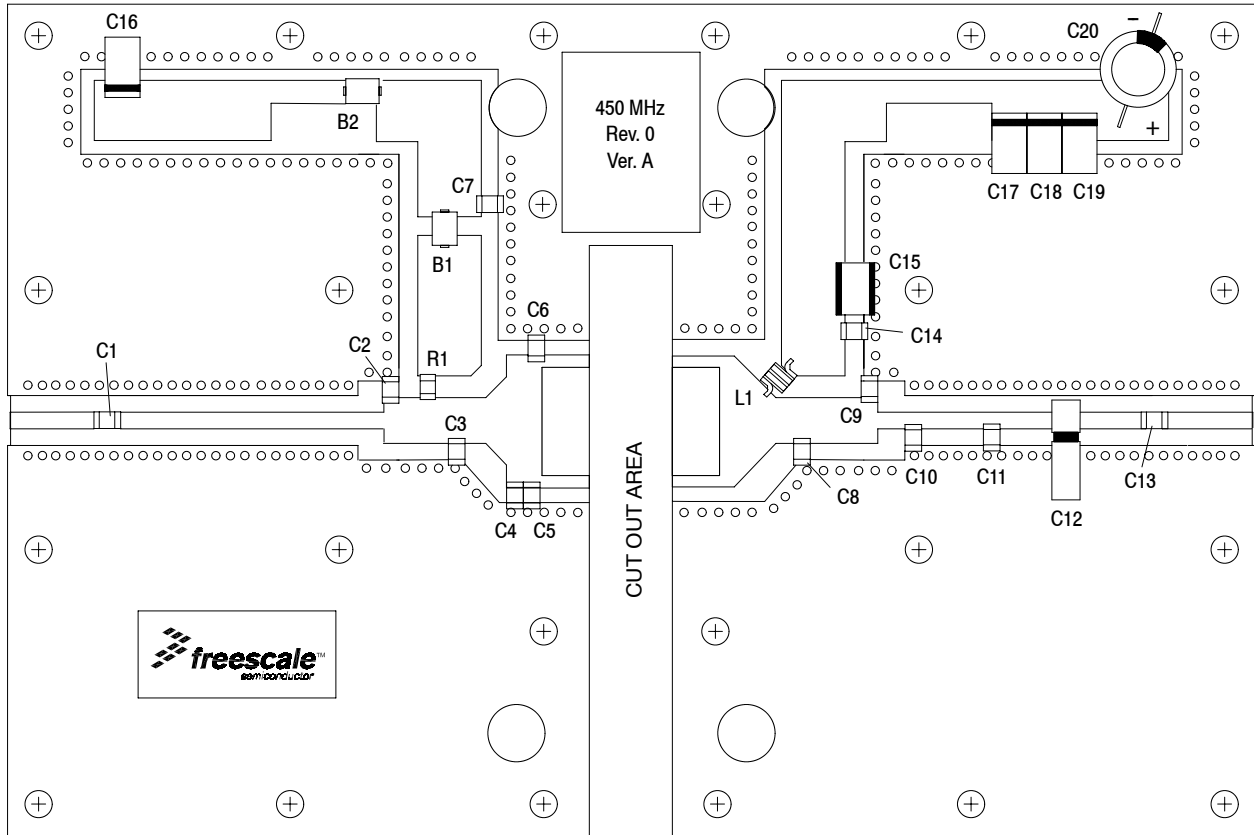 C16
C20
-
+
B2
450 MHz
Rev. 0
Ver. A
C17 C18 C19
C7
B1
C15
C14
C6
C2
R1
C1
L1
C9
C3
C8
C10
C11
C12
C13
C4 C5
CUT OUT AREA
freescale™
semiconductor